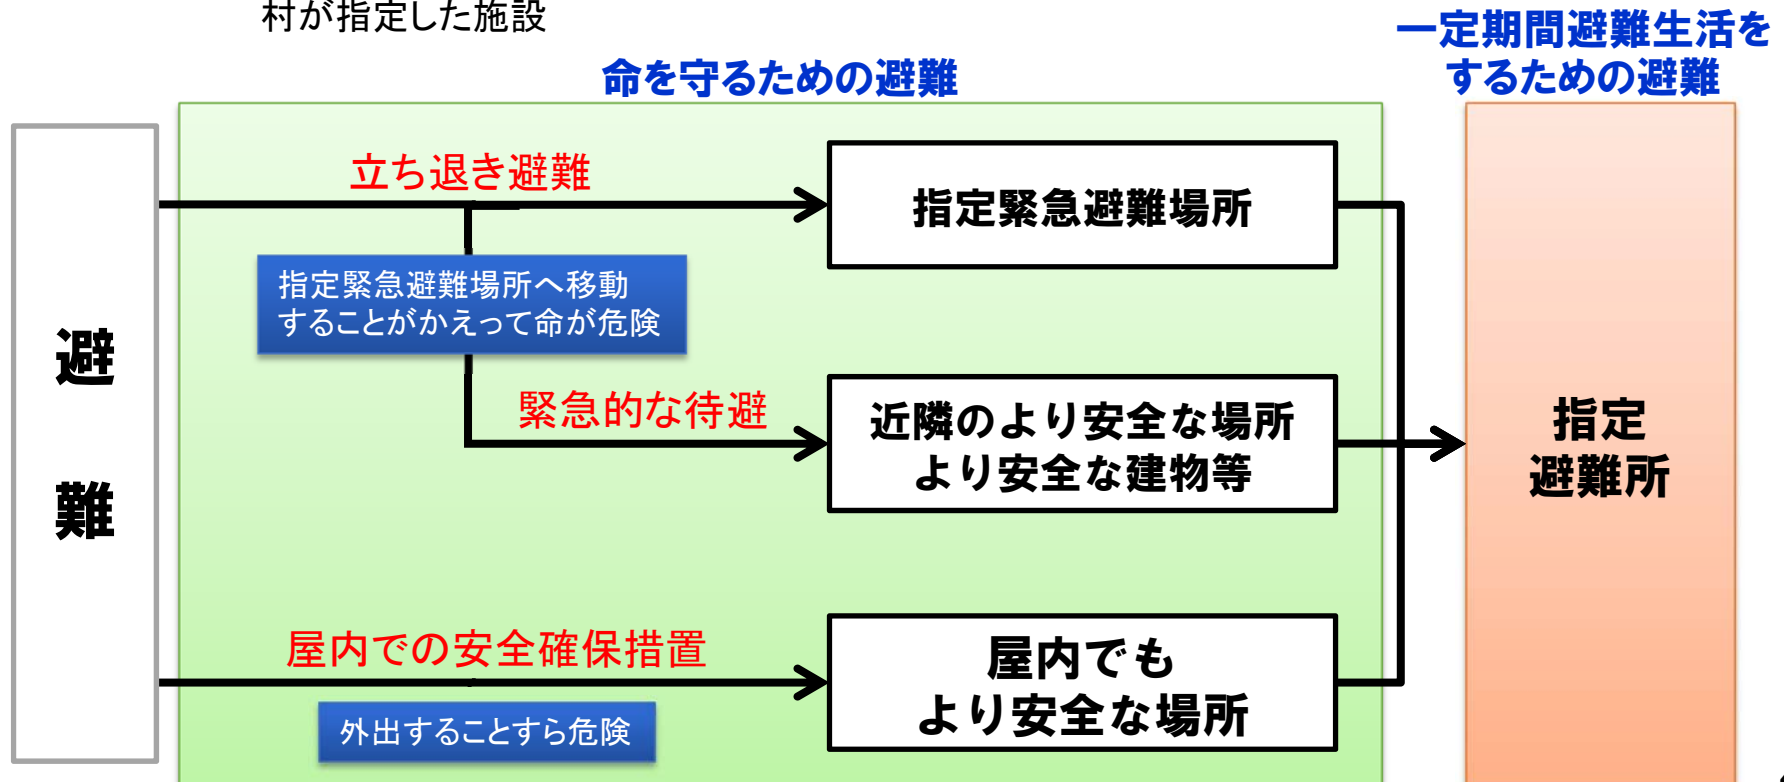 村が指定した施設
命を守るための避難
一定期間避難生活を
するための避難
避
難
立ち退き避難
指定緊急避難場所
指定緊急避難場所へ移動
することがかえって命が危険
緊急的な待避
近隣のより安全な場所
より安全な建物等
屋内での安全確保措置
外出することすら危険
屋内でも
より安全な場所
指定
避難所